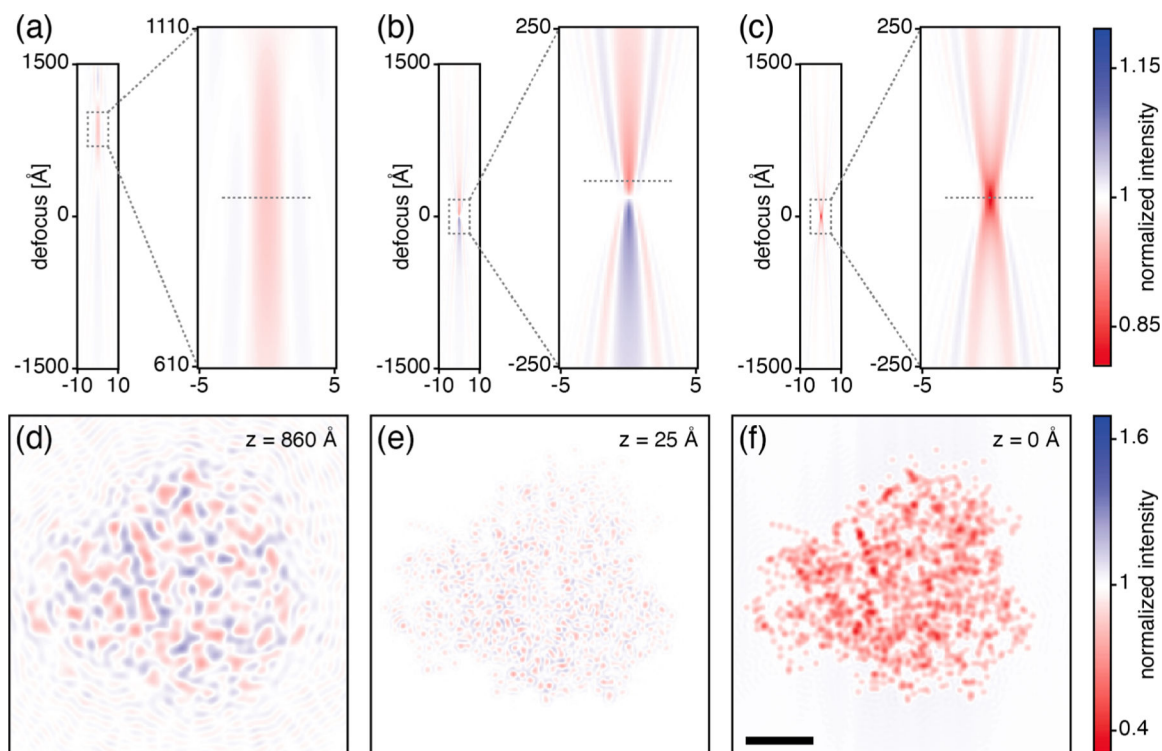 (a)
1110
1500
defocus [Å]
0
-1500
-10 10
610
-5
5
(b)
250
1500
defocus [Å]
0
-1500
-10 10
-250
-5
5
(c)
250
1500
defocus [Å]
0
-1500
-10 10
-250
-5
5
1.15
1
0.85
normalized intensity
(d)
z = 860 Å
(e)
z = 25 Å
(f)
z = 0 Å
1.6
1
0.4
normalized intensity